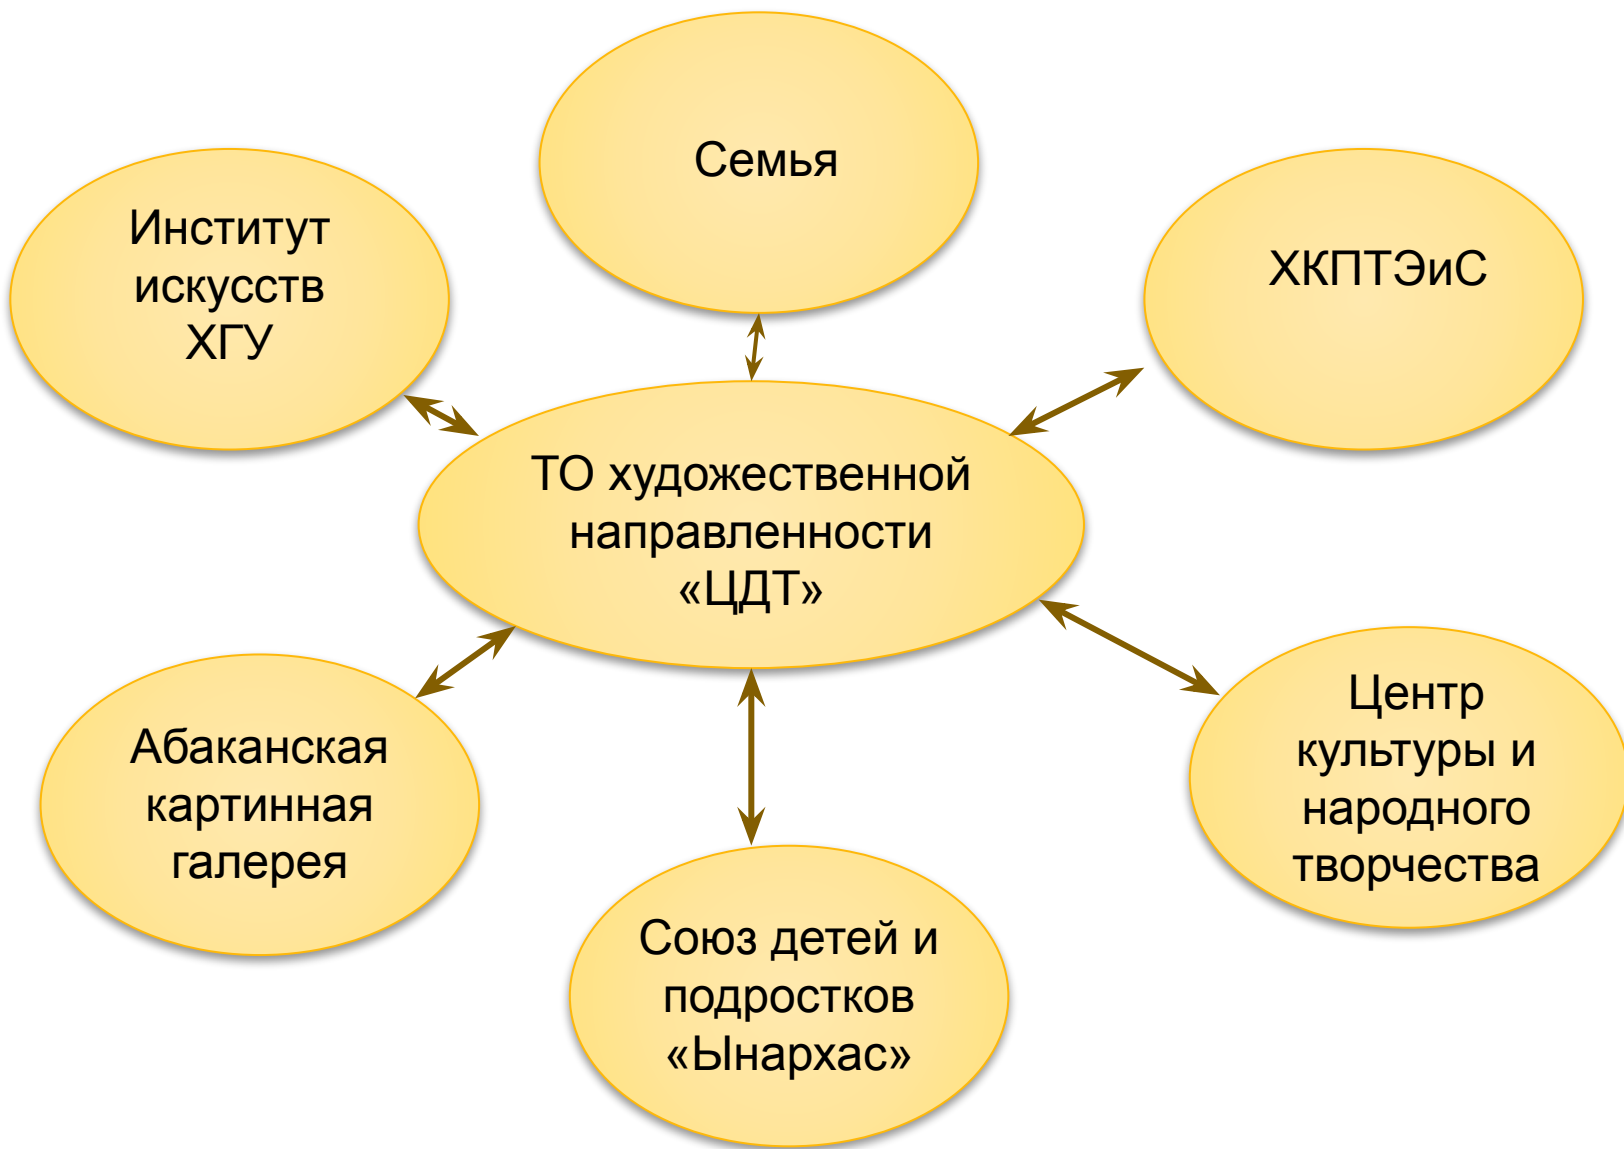 Семья
Институт
искусств
ХГУ
ХКПТЭиС
ТО художественной
направленности
«ЦДТ»
Абаканская
картинная
галерея
Центр
культуры и
народного
творчества
Союз детей и
подростков
«Ынархас»